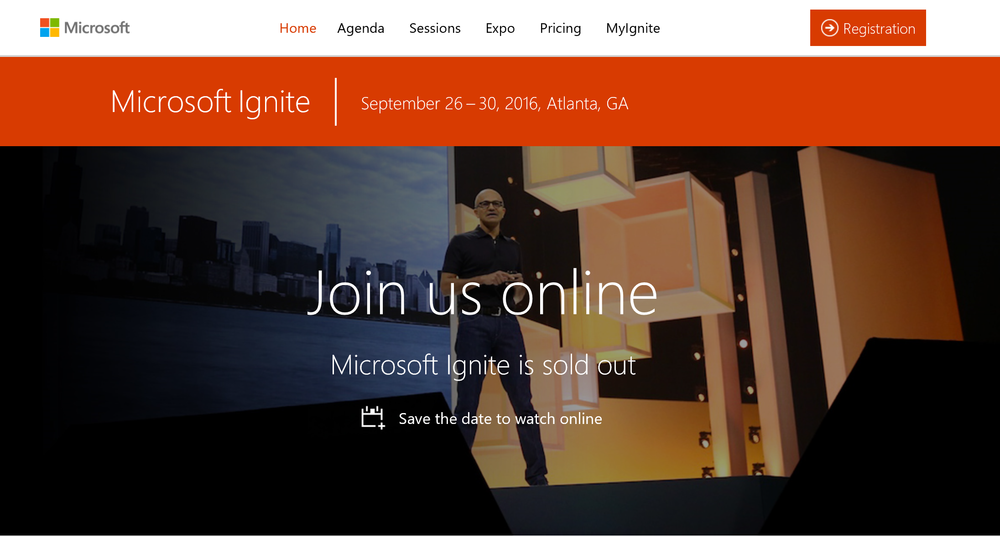 Microsoft
Home Agenda Sessions Expo Pricing MyIgnite
Registration
Microsoft Ignite
September 26 – 30, 2016, Atlanta, GA
Join us online
Microsoft Ignite is sold out
Save the date to watch online